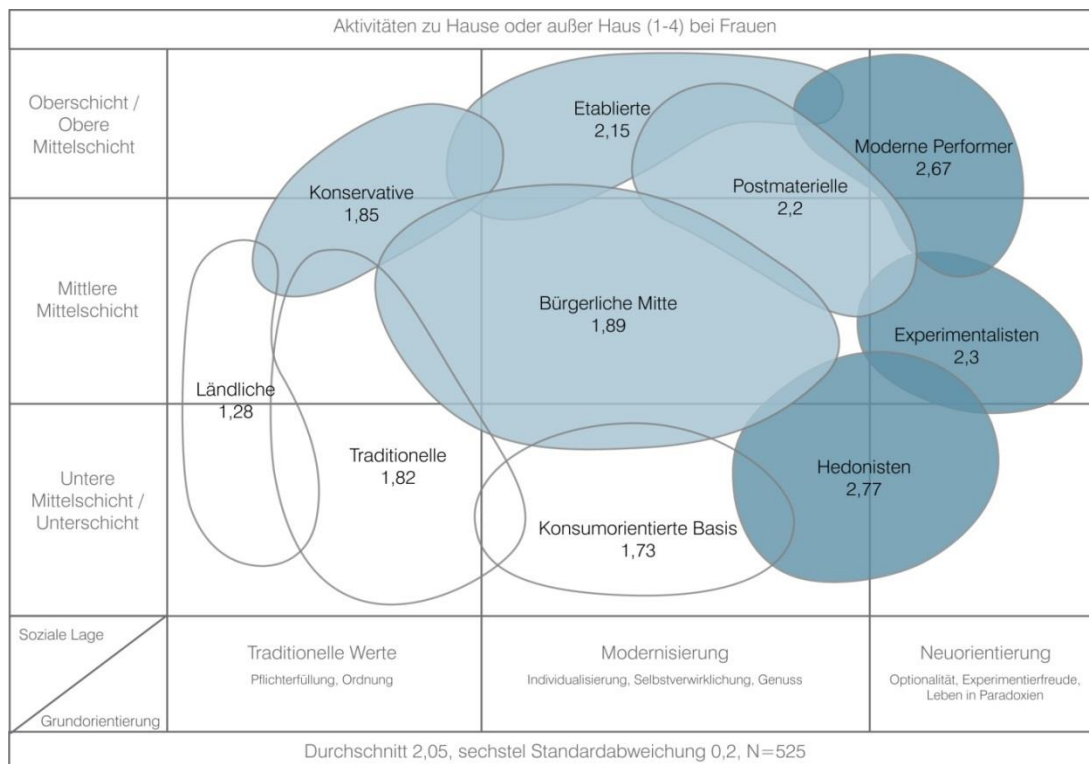 Aktivitäten zu Hause oder außer Haus (1-4) bei Frauen
Oberschicht /
Obere
Mittelschicht
Etablierte
2,15
Moderne Performer
2,67
Konservative
1,85
Postmaterielle
2,2
Mittlere
Mittelschicht
Bürgerliche Mitte
1,89
Experimentalisten
2,3
Ländliche
1,28
Untere
Mittelschicht /
Unterschicht
Traditionelle
1,82
Hedonisten
2,77
Konsumorientierte Basis
1,73
Soziale Lage
Grundorientierung
Traditionelle Werte
Pflichterfüllung, Ordnung
Modernisierung
Individualisierung, Selbstverwirklichung, Genuss
Neuorientierung
Optionalität, Experimentierfreude,
Leben in Paradoxien
Durchschnitt 2,05, sechstel Standardabweichung 0,2, N=525